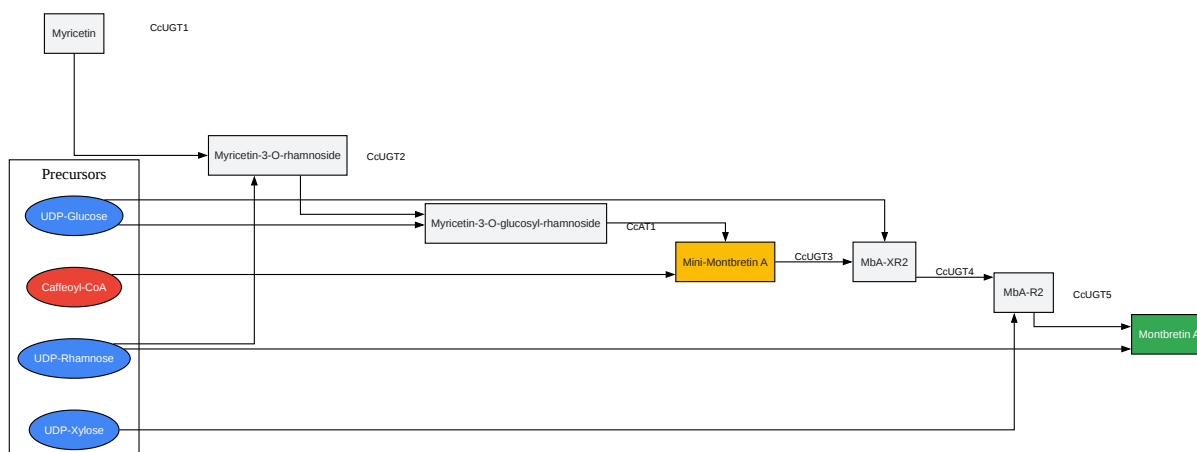 Myricetin
CcUGT1
Myricetin-3-O-rhamnoside
CcUGT2
Precursors
UDP-Glucose
Myricetin-3-O-glucosyl-rhamnoside
CcAT1
Mini-Montbretin A
CcUGT3
MbA-XR2
CcUGT4
Caffeoyl-CoA
MbA-R2
CcUGT5
Montbretin A
UDP-Rhamnose
UDP-Xylose